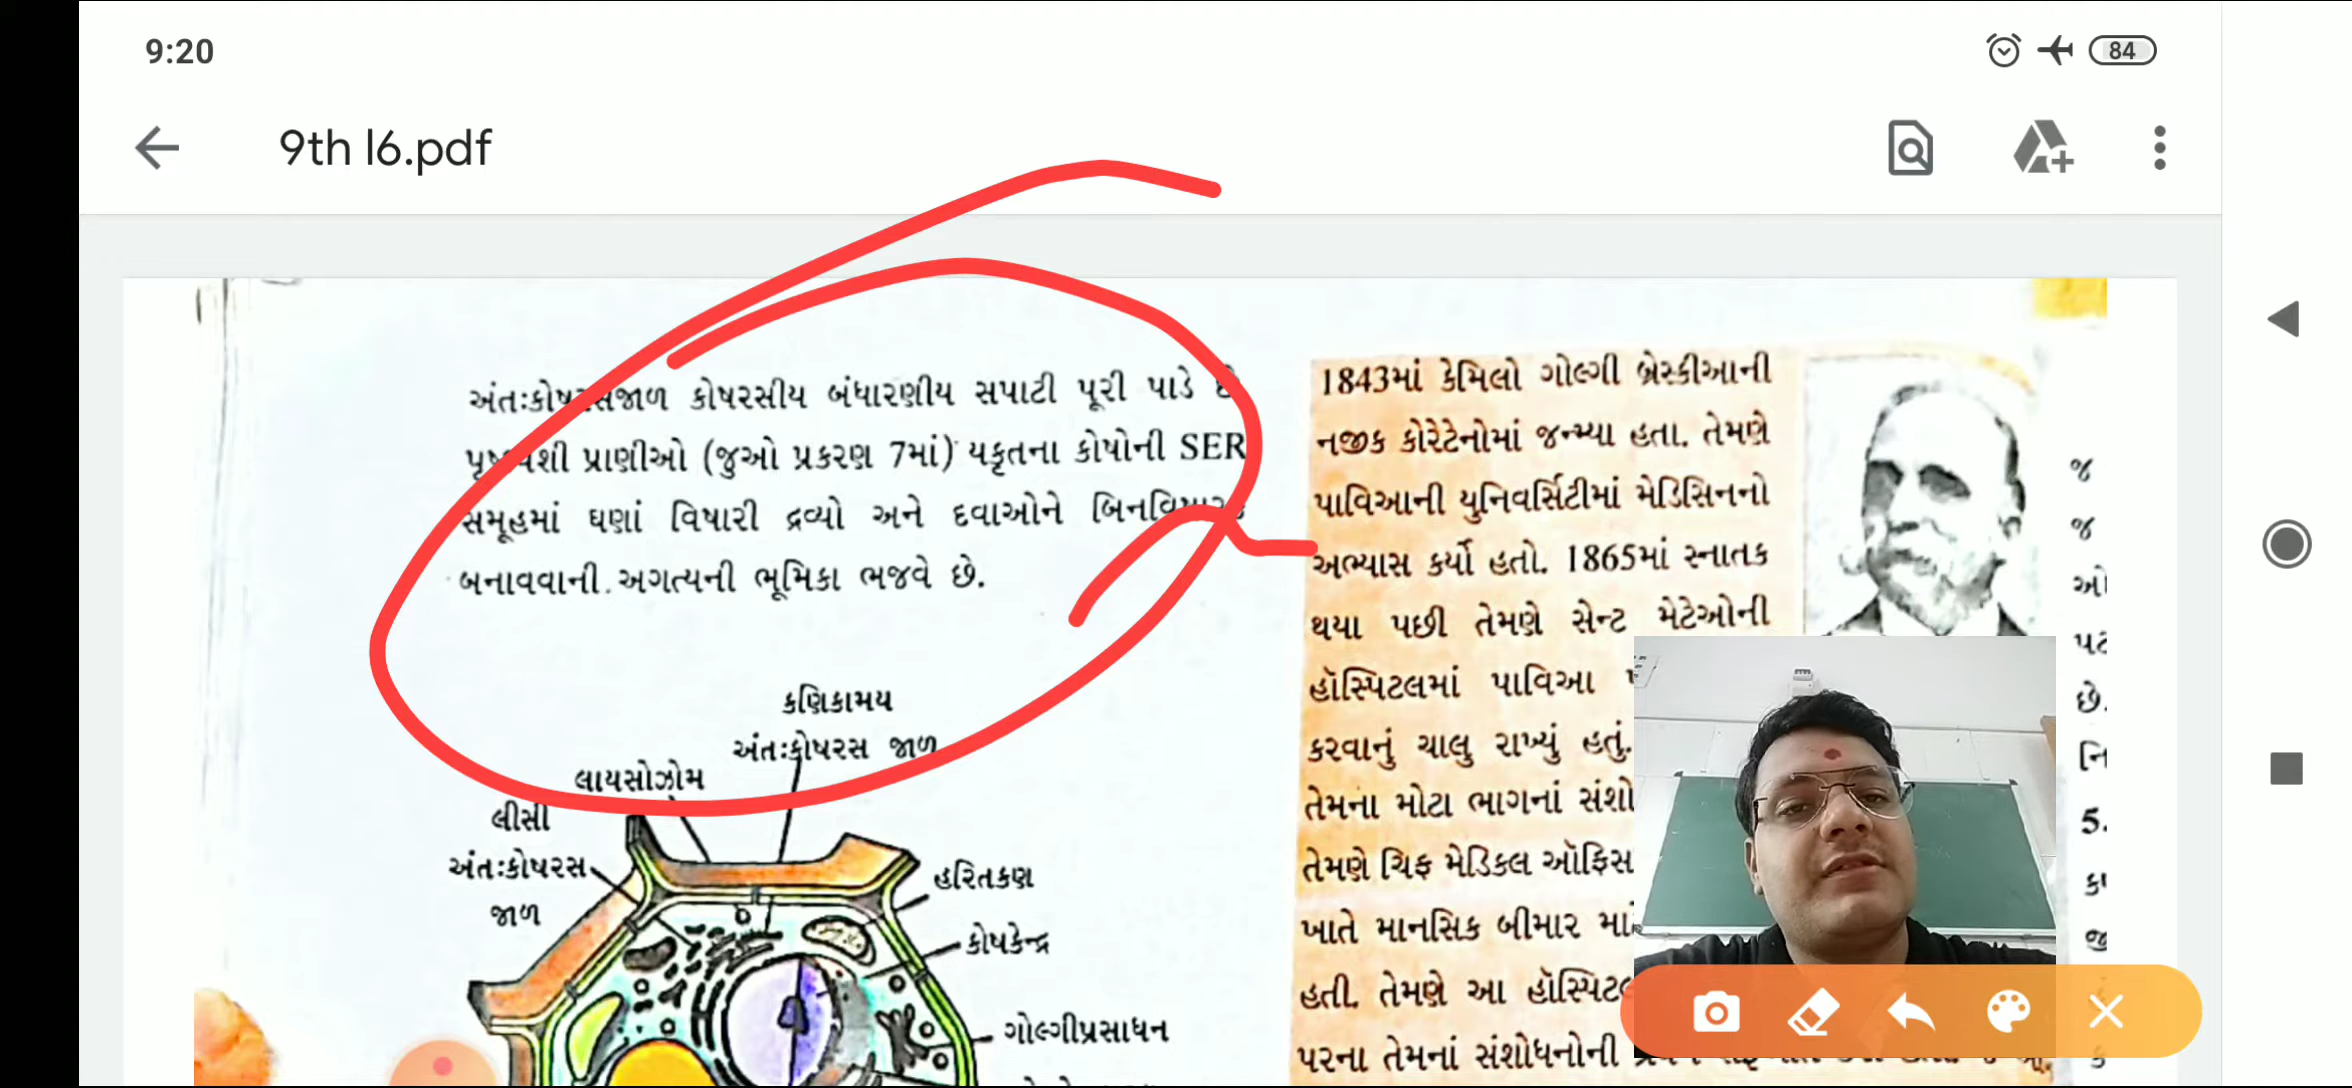 9:20
84
9th l6.pdf
અંતઃકોષરસજાળ કોષરસીય બંધારણીય સપાટી પૂરી પાડે છે
પૃષ્ઠવંશી પ્રાણીઓ (જુઓ પ્રકરણ 7માં) યકૃતના કોષોની SER
સમૂહમાં ઘણાં વિષારી દ્રવ્યો અને દવાઓને
બનાવવાની અગત્યની ભૂમિકા ભજવે છે.
કણિકામય
અંતઃકોષરસ જાળ
લાયસોઝોમ
લીસી
અંતઃકોષરસ
જાળ
હરિતકણ
કોષકેન્દ્ર
ગોલ્ગીપ્રસાધન
1843માં કેમિલો ગોલ્ગી બ્રેસ્કીઆની
નજીક કોરેટેનોમાં જન્મ્યા હતા. તેમણે
પાવિઆની યુનિવર્સિટીમાં મેડિસિનનો
અભ્યાસ કર્યો હતો. 1865માં સ્નાતક
થયા પછી તેમણે સેન્ટ મેટેઓની
હૉસ્પિટલમાં પાવિઆ
કરવાનું ચાલુ રાખ્યું હતું.
તેમના મોટા ભાગનાં સંશો
તેમણે ચિફ મેડિકલ ઑફિસ
ખાતે માનસિક બીમાર
હતી. તેમણે આ હૉસ્પિટલ
પરના તેમનાં સંશોધનોની
જ
જ
છે.
નિ
5.